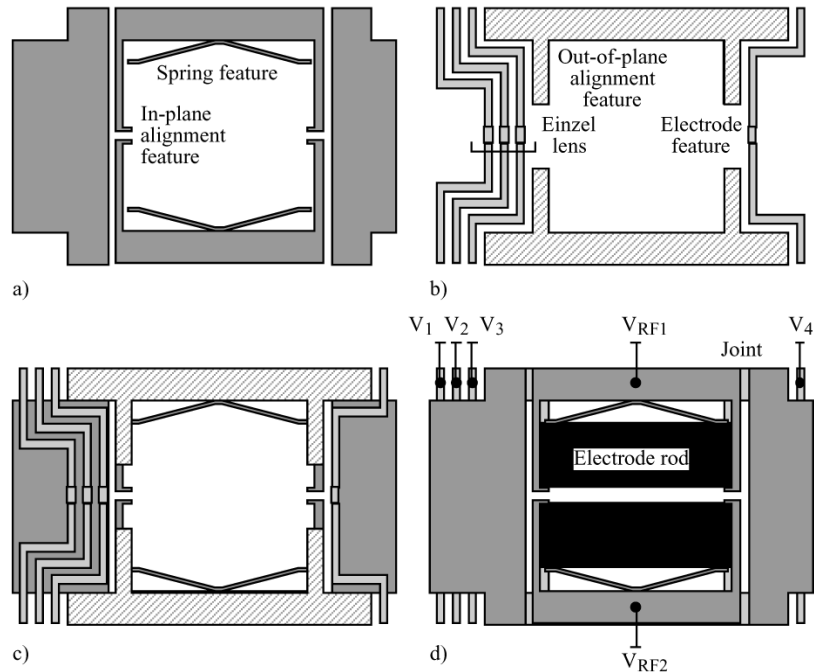 Spring feature
In-plane
alignment
feature
a)
Out-of-plane
alignment
feature
Einzel
lens
Electrode
feature
b)
c)
V1 V2 V3 VRF1 V4
Joint
Electrode rod
VRF2
d)